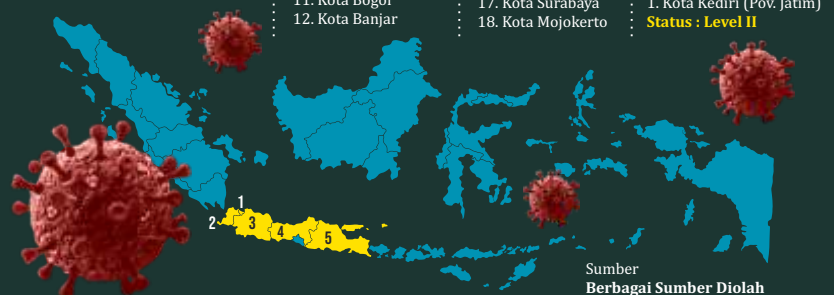 11. Kota Bogor
12. Kota Banjar
17. Kota Surabaya
18. Kota Mojokerto
1. Kota Kediri (Pov. Jatim)
Status : Level II
1
2
3
4
5
Sumber
Berbagai Sumber Diolah